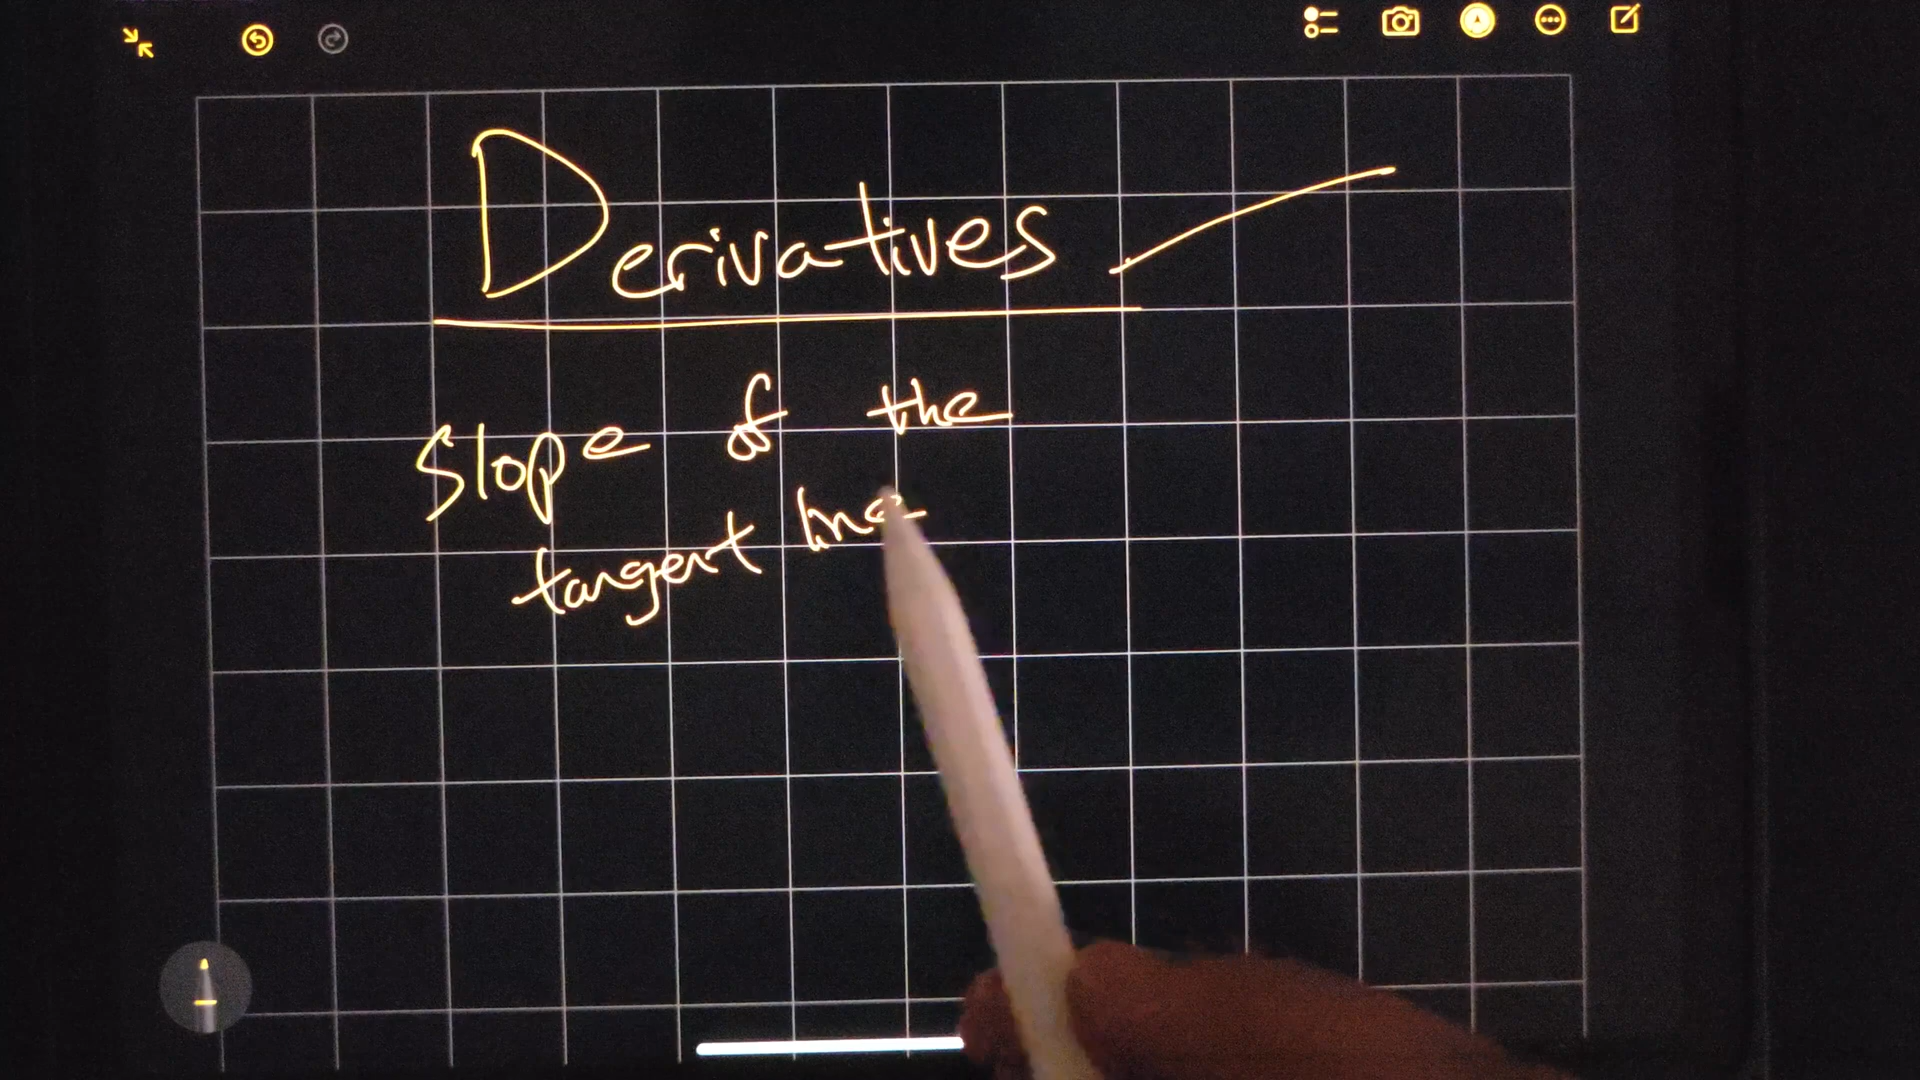 Derivatives
Slope of the
tangent line